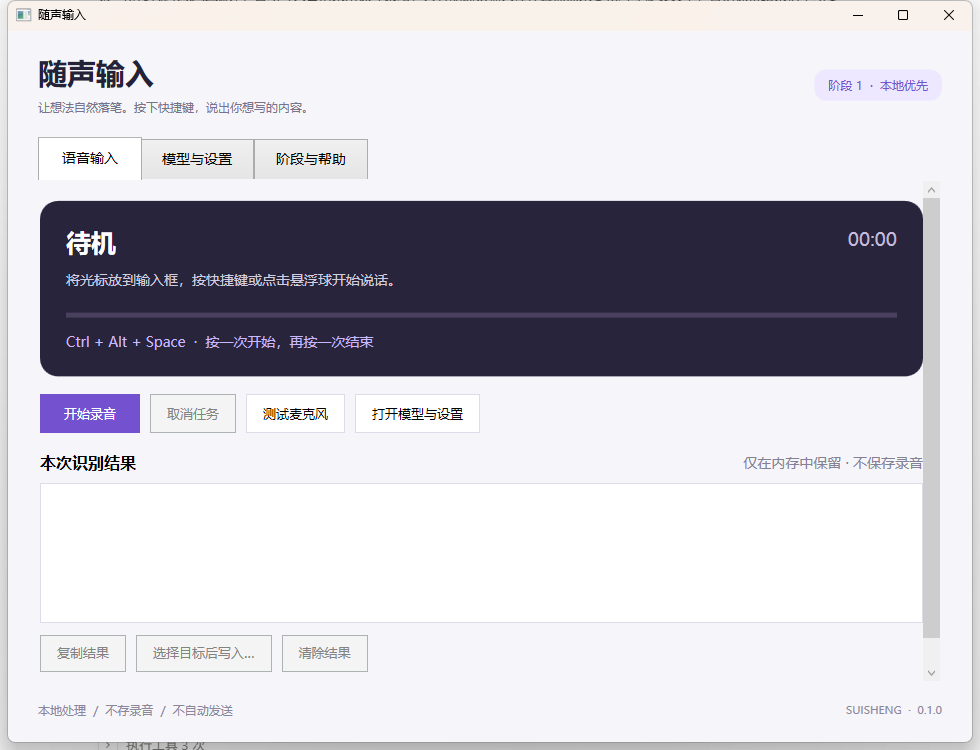 随声输入
随声输入
让想法自然落笔。按下快捷键，说出你想写的内容。
阶段 1 · 本地优先
语音输入 模型与设置 阶段与帮助
待机
00:00
将光标放到输入框，按快捷键或点击悬浮球开始说话。
Ctrl + Alt + Space · 按一次开始，再按一次结束
开始录音 取消任务 测试麦克风 打开模型与设置
本次识别结果
仅在内存中保留 · 不保存录音
复制结果 选择目标后写入... 清除结果
本地处理 / 不存录音 / 不自动发送
SUISHENG · 0.1.0
执行工具 3 次